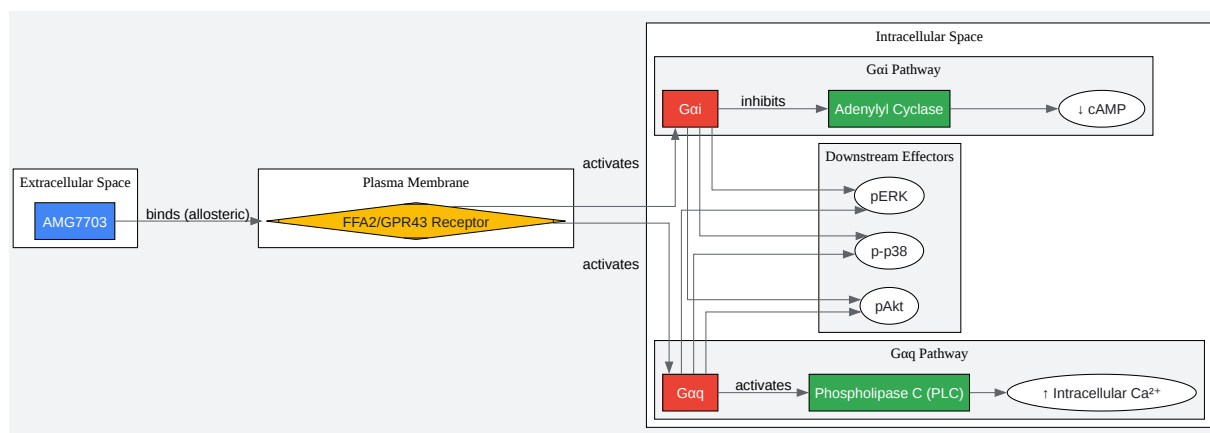 Intracellular Space
Gαi Pathway
Gαi
inhibits
Adenylyl Cyclase
↓ cAMP
Downstream Effectors
activates
pERK
Extracellular Space
Plasma Membrane
AMG7703
binds (allosteric)
FFA2/GPR43 Receptor
p-p38
activates
pAkt
Gαq Pathway
Gαq
activates
Phospholipase C (PLC)
↑ Intracellular Ca²⁺